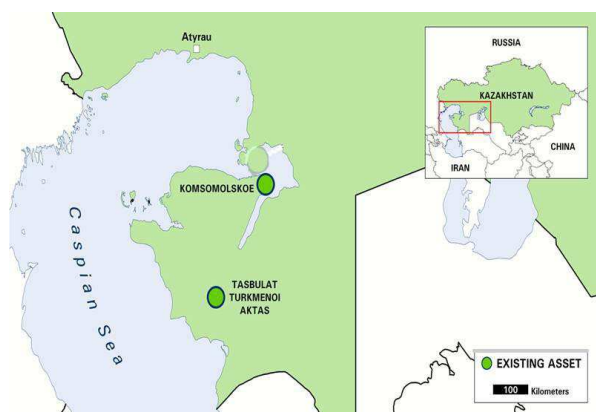 Atyrau
RUSSIA
KAZAKHSTAN
CHINA
IRAN
KOMSOMOLSKOE
Caspian Sea
TASBULAT
TURKMENOI
AKTAS
EXISTING ASSET
100 Kilometers